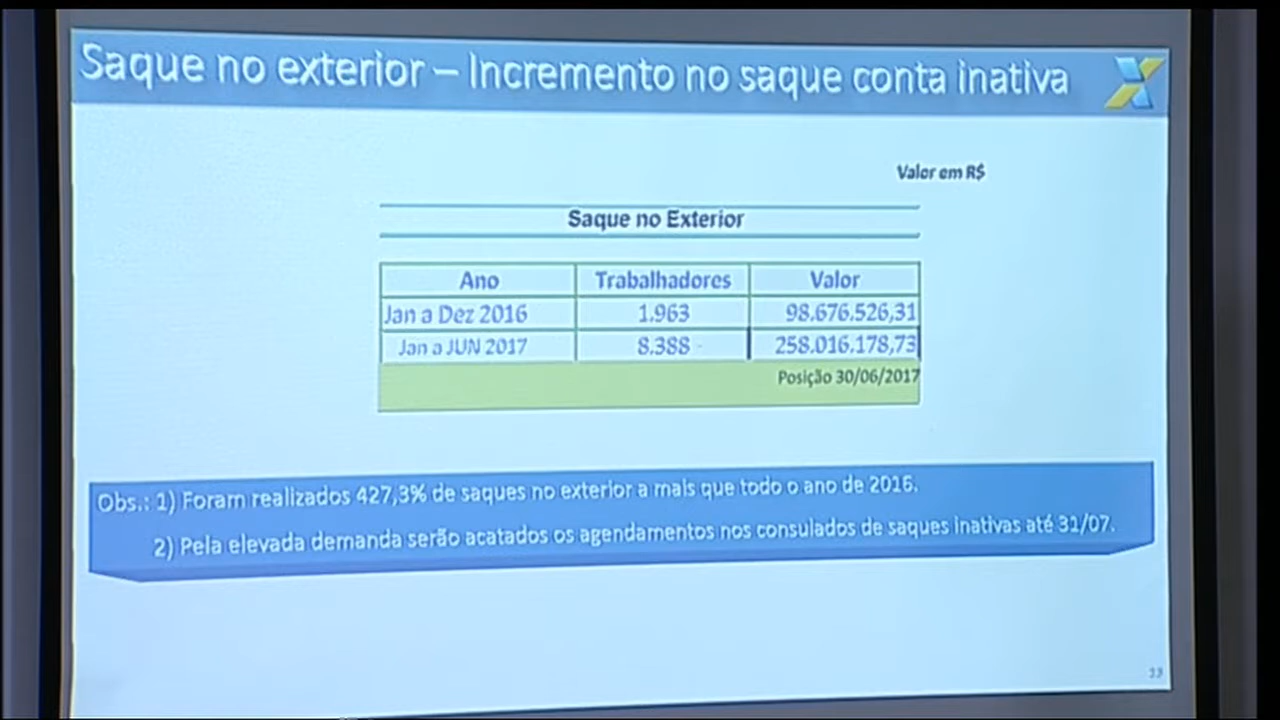 Saque no exterior – Incremento no saque conta inativa
Valor em R$
Saque no Exterior
Ano Trabalhadores Valor
Jan a Dez 2016 1.963 98.676.526,31
Jan a JUN 2017 8.388 258.016.178,73
Posição 30/06/2017
Obs.: 1) Foram realizados 427,3% de saques no exterior a mais que todo o ano de 2016.
2) Pela elevada demanda serão acatados os agendamentos nos consulados de saques inativas até 31/07.